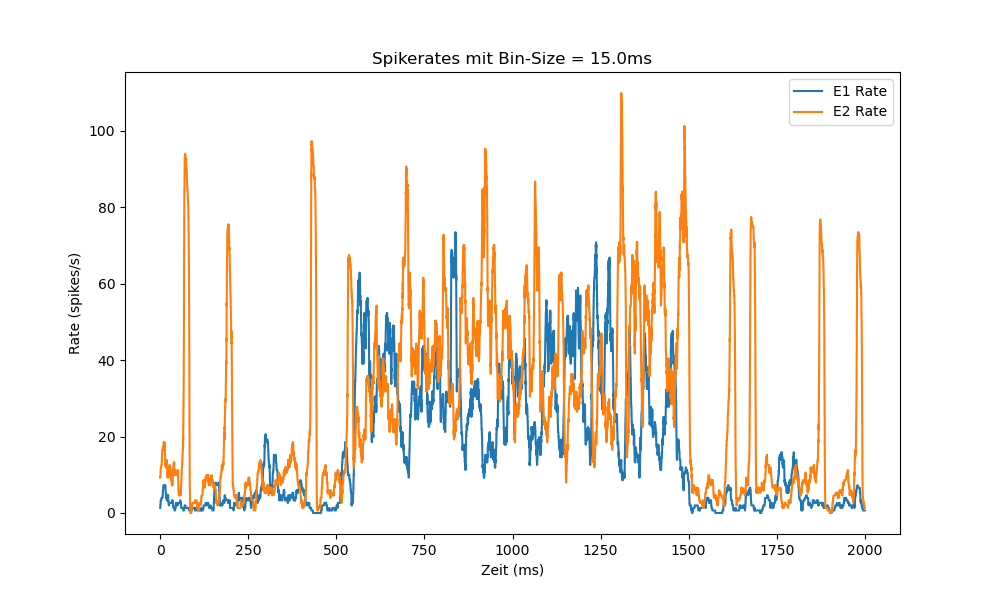 Spikerates mit Bin-Size = 15.0ms
E1 Rate
E2 Rate
Rate (spikes/s)
100
80
60
40
20
0
0 250 500 750 1000 1250 1500 1750 2000
Zeit (ms)